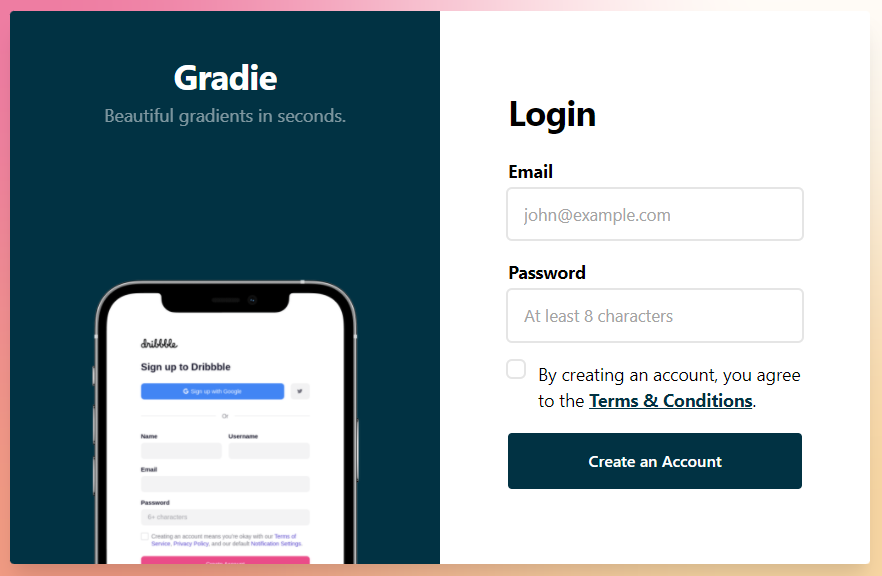 Gradie
Beautiful gradients in seconds.
dribbble
Sign up to Dribbble
G Sign up with Google
Or
Name Username
Email
Password
6+ characters
Creating an account means you're okay with our Terms of
Service, Privacy Policy, and our default Notification Settings.
Create Account
Login
Email
john@example.com
Password
At least 8 characters
By creating an account, you agree
to the Terms & Conditions.
Create an Account